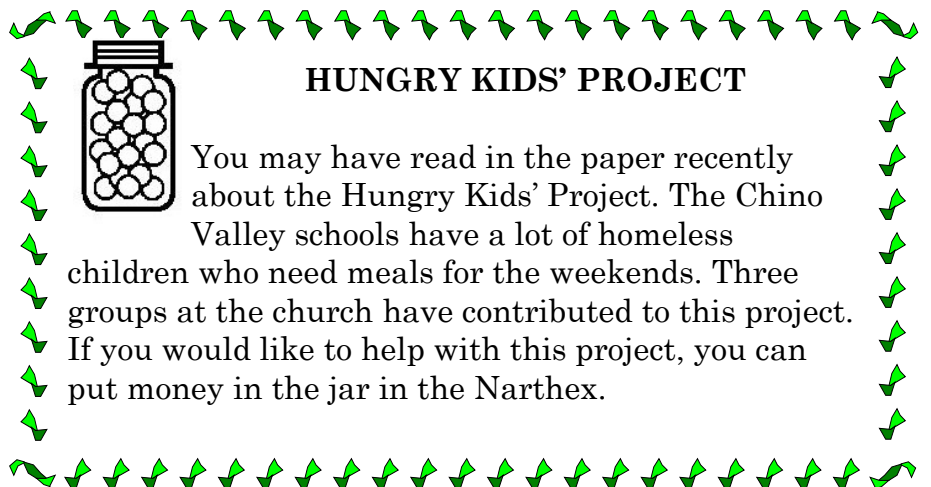 HUNGRY KIDS’ PROJECT
You may have read in the paper recently
about the Hungry Kids’ Project. The Chino
Valley schools have a lot of homeless
children who need meals for the weekends. Three
groups at the church have contributed to this project.
If you would like to help with this project, you can
put money in the jar in the Narthex.